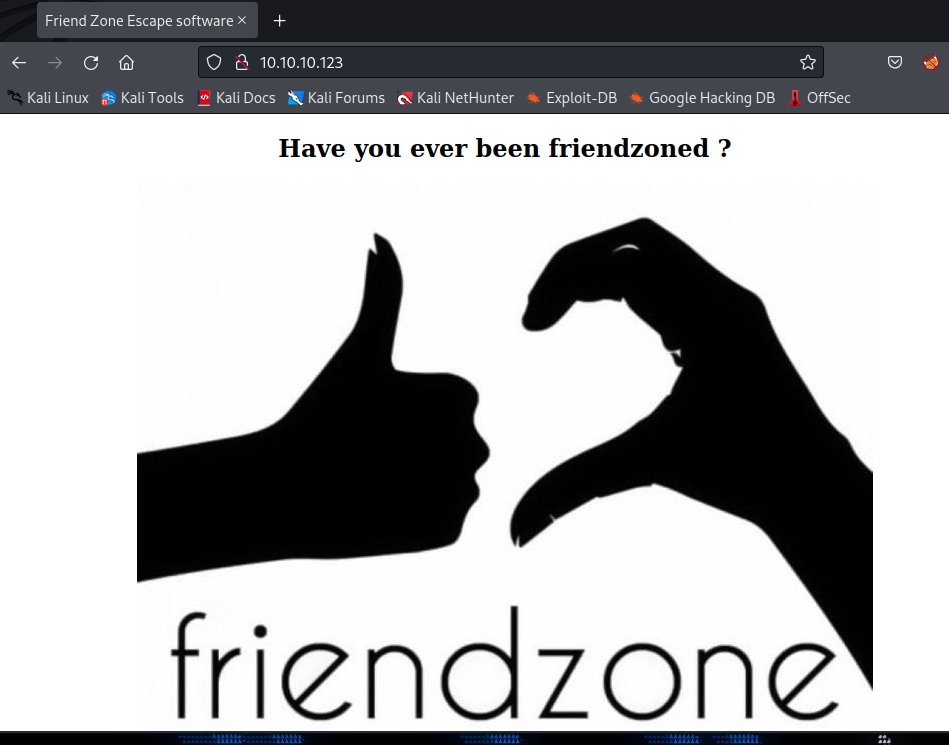 Friend Zone Escape software
10.10.10.123
Kali Linux Kali Tools Kali Docs Kali Forums Kali NetHunter Exploit-DB Google Hacking DB OffSec
Have you ever been friendzoned ?
friendzone